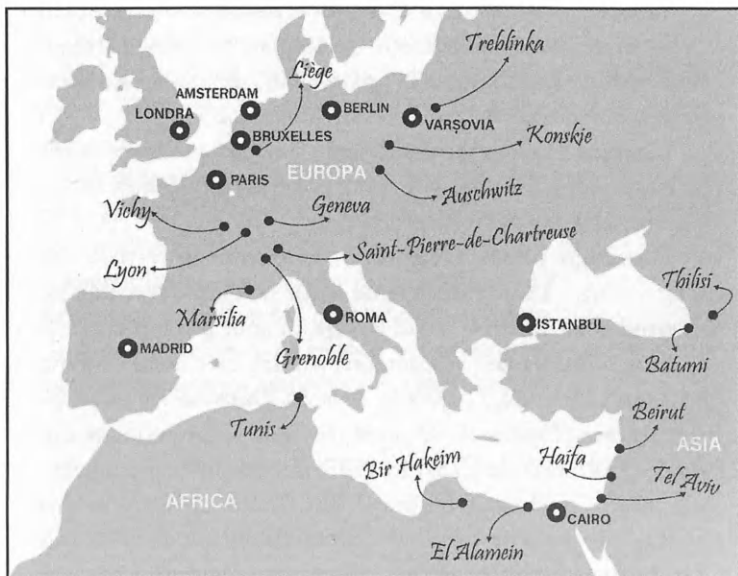 Treblinka
Liège
AMSTERDAM
LONDRA
BERLIN
VARȘOVIA
BRUXELLES
Konskie
PARIS
EUROPA
Auschwitz
Vichy
Geneva
Saint-Pierre-de-Chartreuse
Lyon
Tbilisi
Marsilia
ROMA
ISTANBUL
MADRID
Grenoble
Batumi
Tunis
Beirut
ASIA
Bir Hakeim
Haifa
Tel Aviv
AFRICA
CAIRO
El Alamein